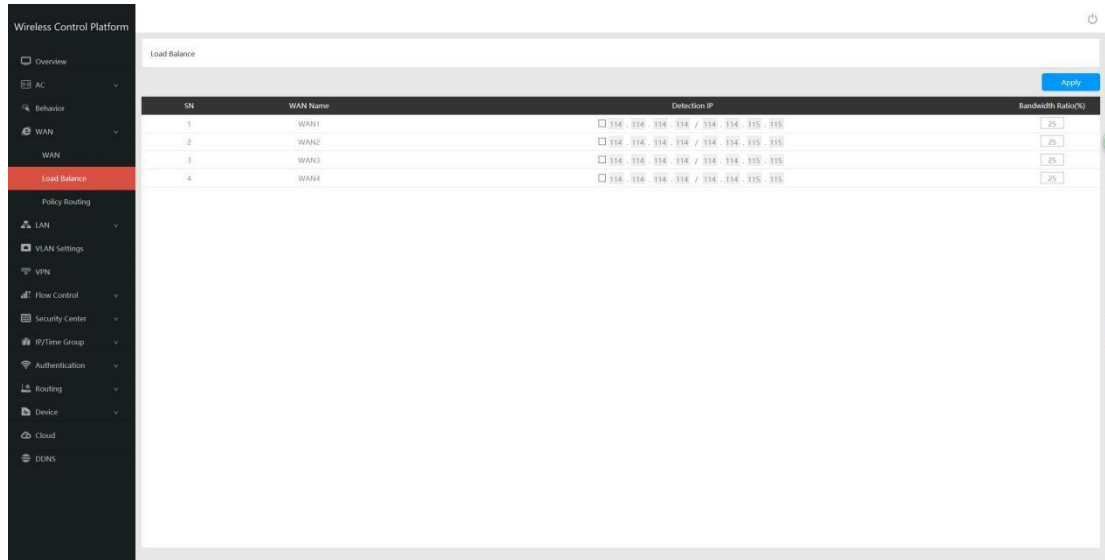 Wireless Control Platform
Overview
AC
Behavior
WAN
WAN
Load Balance
Policy Routing
LAN
VLAN Settings
VPN
Flow Control
Security Center
IP/Time Group
Authentication
Routing
Device
Cloud
DDNS
Load Balance
Apply
SN WAN Name Detection IP Bandwidth Ratio(%)
1 WAN1 114 . 114 . 114 . 114 / 114 . 114 . 115 . 115 25
2 WAN2 114 . 114 . 114 . 114 / 114 . 114 . 115 . 115 25
3 WAN3 114 . 114 . 114 . 114 / 114 . 114 . 115 . 115 25
4 WAN4 114 . 114 . 114 . 114 / 114 . 114 . 115 . 115 25